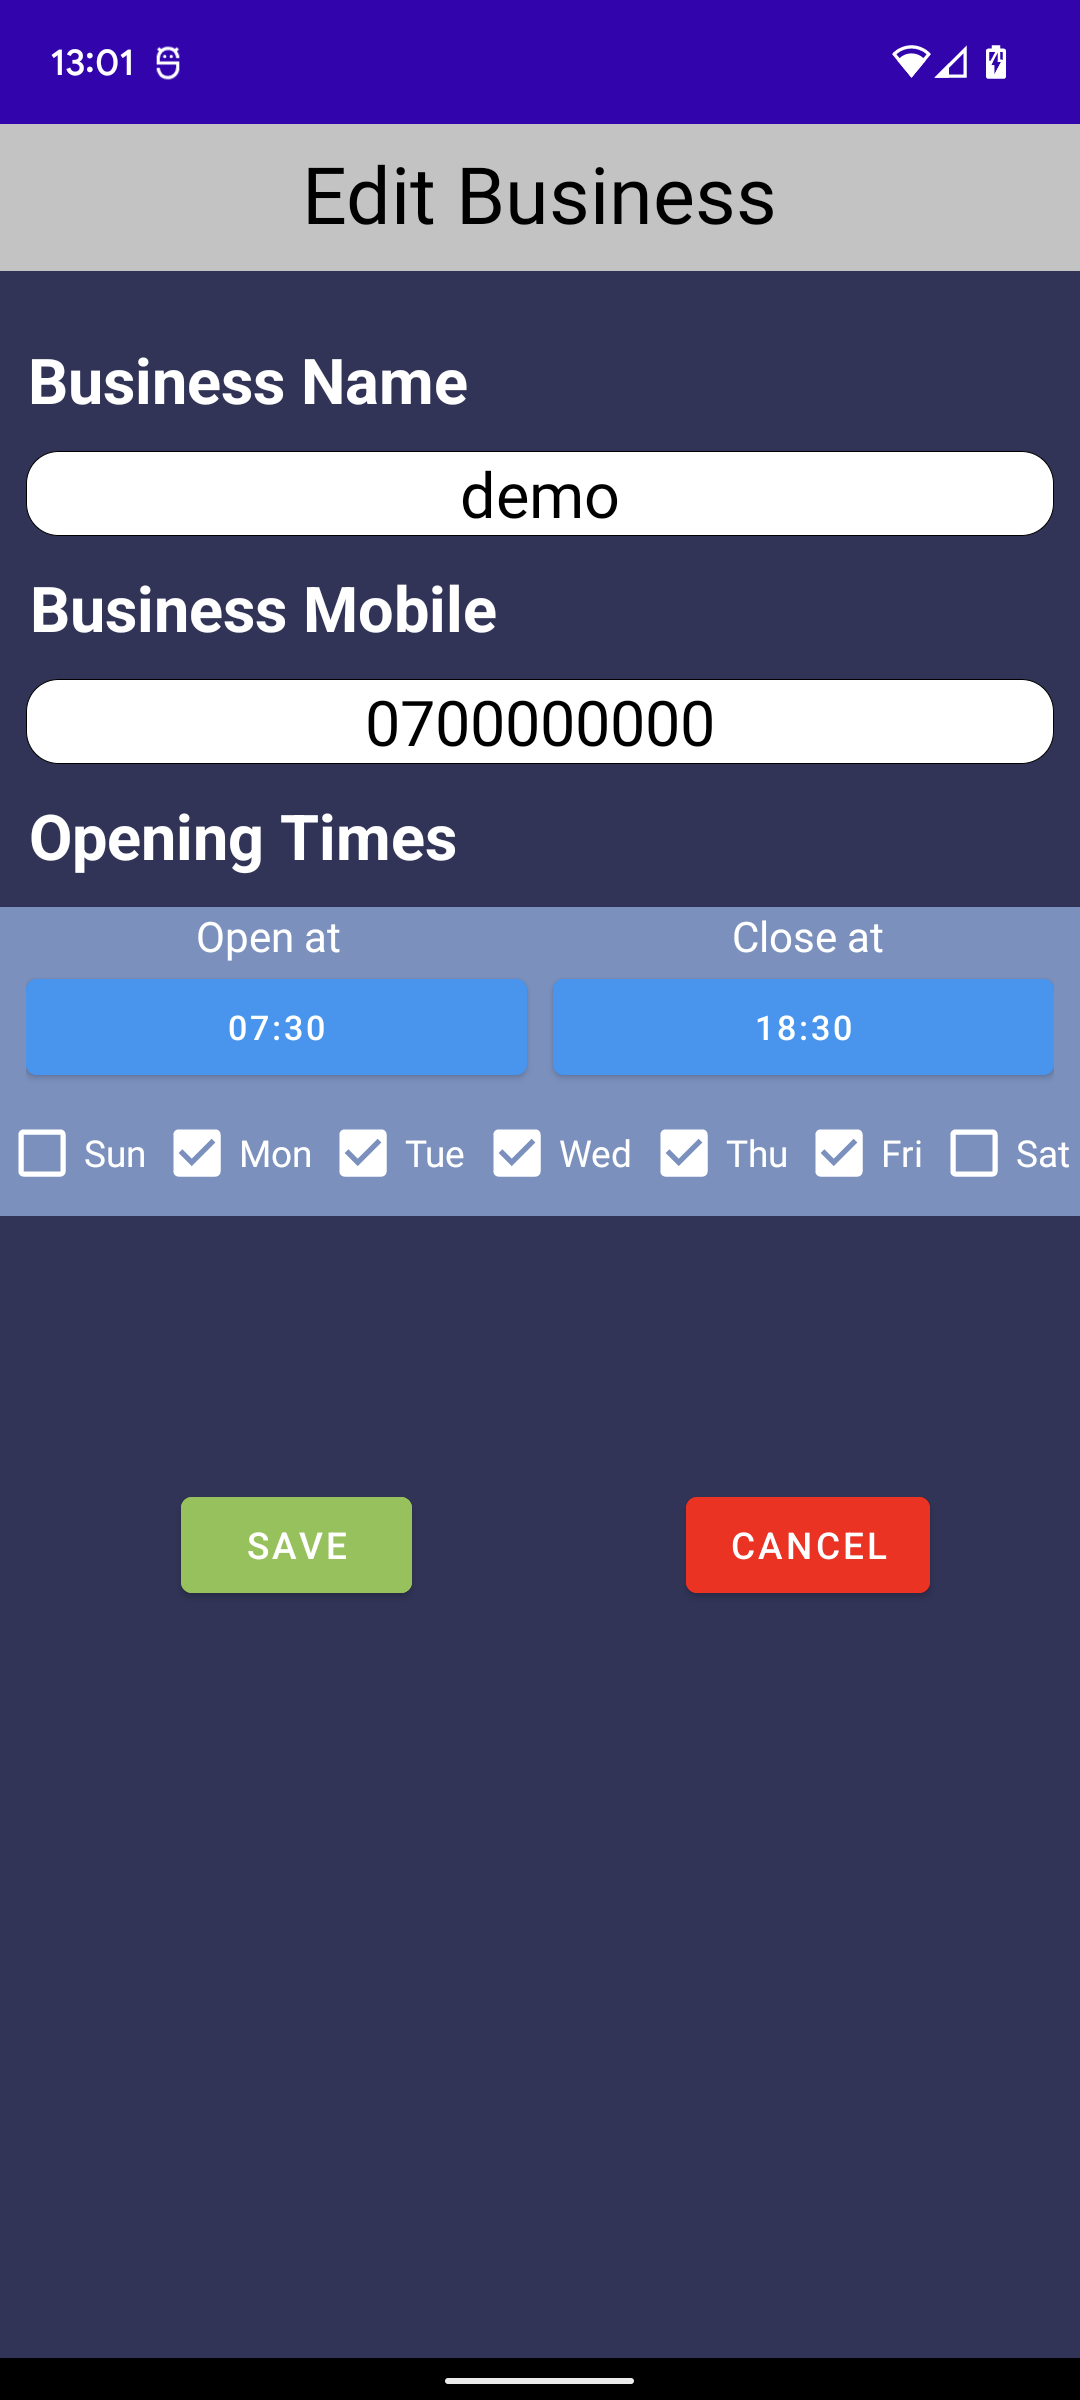 13:01
Edit Business
Business Name
demo
Business Mobile
0700000000
Opening Times
Open at Close at
07:30 18:30
Sun Mon Tue Wed Thu Fri Sat
SAVE CANCEL